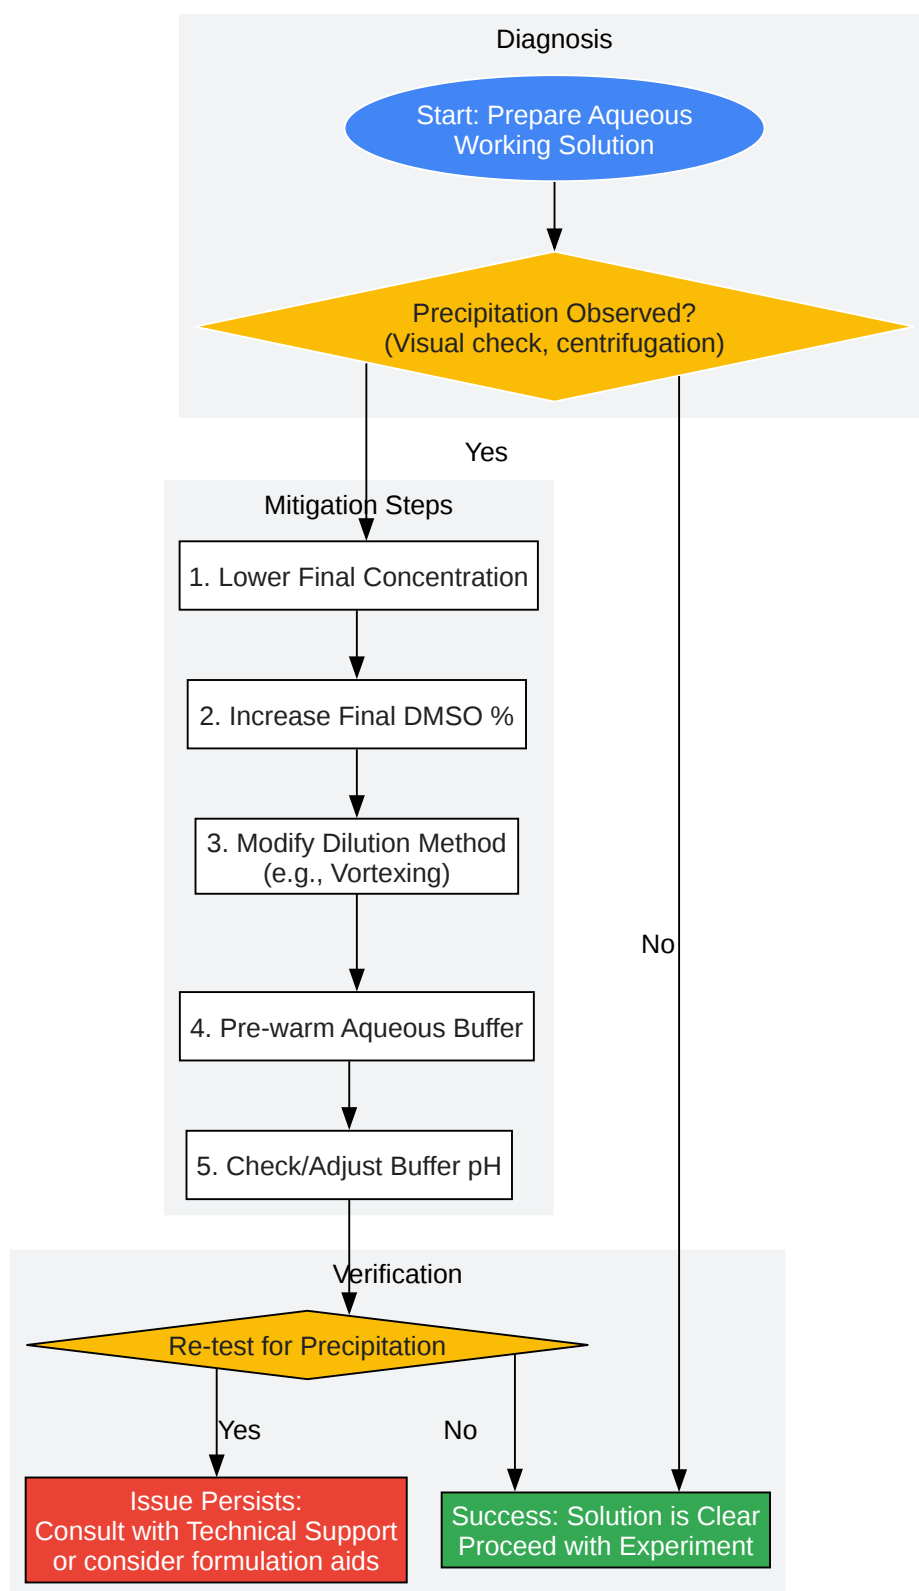 Diagnosis
Start: Prepare Aqueous
Working Solution
Precipitation Observed?
(Visual check, centrifugation)
Yes
Mitigation Steps
1. Lower Final Concentration
2. Increase Final DMSO %
3. Modify Dilution Method
(e.g., Vortexing)
No
4. Pre-warm Aqueous Buffer
5. Check/Adjust Buffer pH
Verification
Re-test for Precipitation
Yes
No
Issue Persists:
Consult with Technical Support
or consider formulation aids
Success: Solution is Clear
Proceed with Experiment